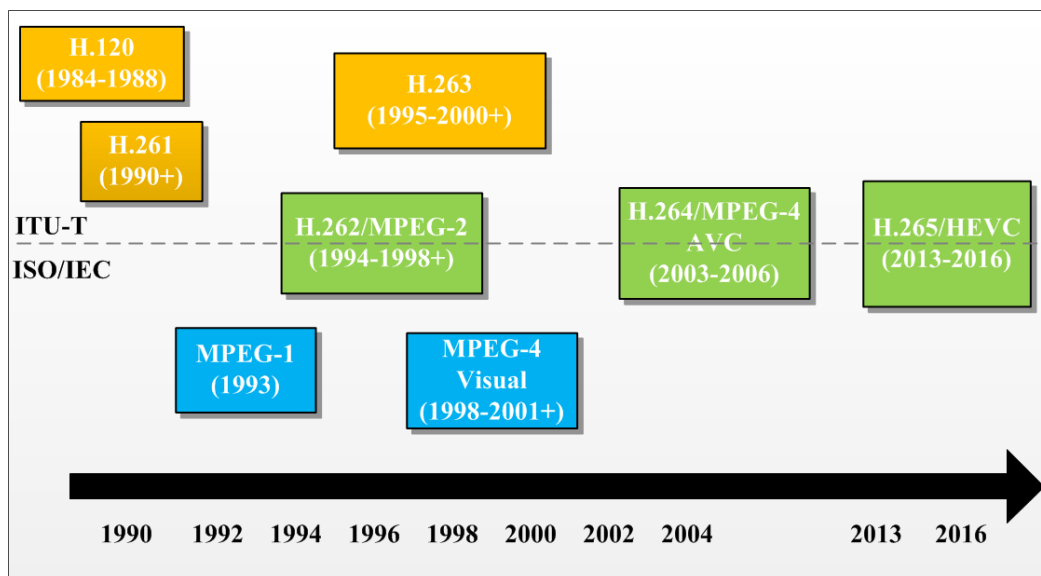 H.120
(1984-1988)
H.263
(1995-2000+)
H.261
(1990+)
ITU-T
ISO/IEC
H.262/MPEG-2
(1994-1998+)
H.264/MPEG-4
AVC
(2003-2006)
H.265/HEVC
(2013-2016)
MPEG-1
(1993)
MPEG-4
Visual
(1998-2001+)
1990 1992 1994 1996 1998 2000 2002 2004 2013 2016